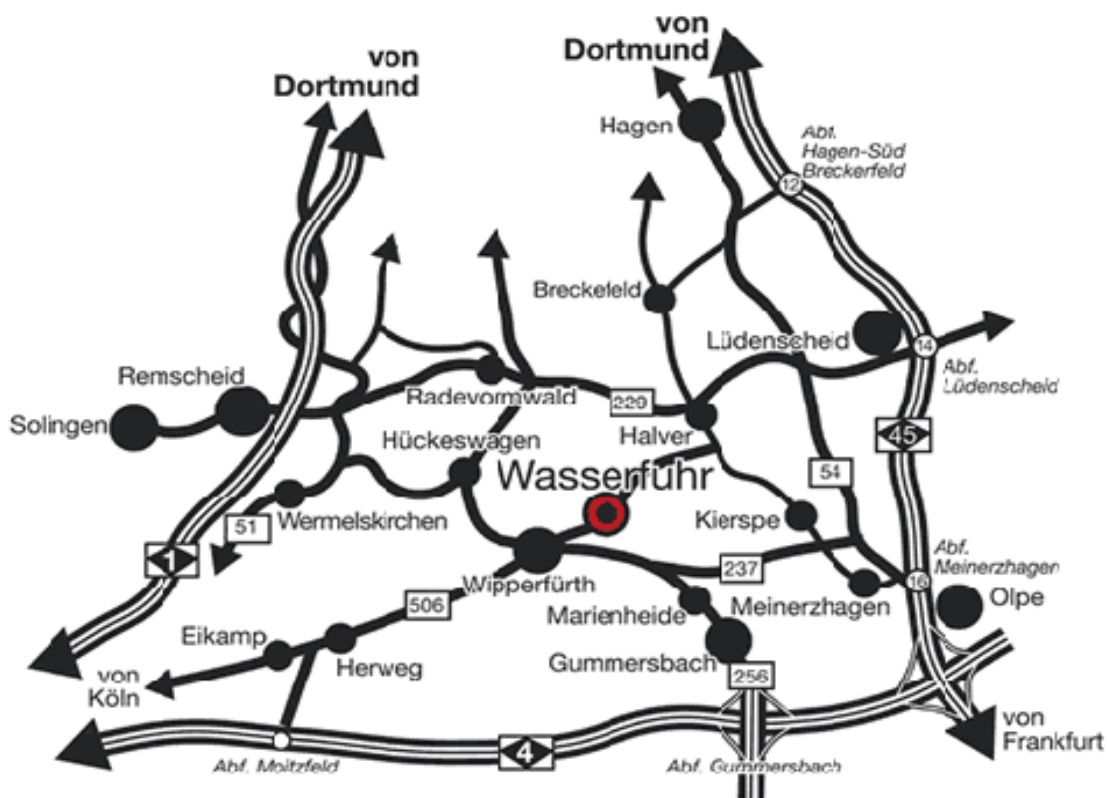 von
Dortmund
von
Dortmund
Hagen
Abf.
Hagen-Süd
Breckerfeld
12
Breckefeld
Lüdenscheid
14
Abf.
Lüdenscheid
Remscheid
Solingen
Radevormwald
229
Halver
45
Hückeswagen
Wasserfuhr
54
51
Wermelskirchen
Kierspe
1
Abf.
Meinerzhagen
16
Wipperfürth
237
506
Marienheide
Meinerzhagen
Olpe
Eikamp
Herweg
Gummersbach
256
von
Köln
von
Frankfurt
4
Abf. Moitzfeld
Abf. Gummersbach